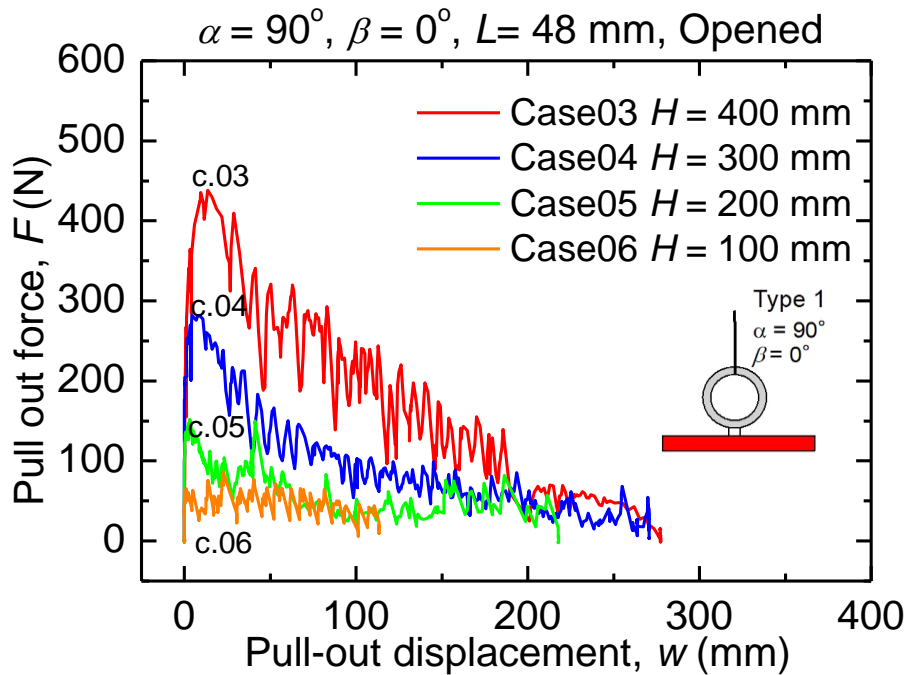 α = 90°, β = 0°, L= 48 mm, Opened
600
500
400
300
200
100
0
Pull out force, F (N)
Case03 H = 400 mm
Case04 H = 300 mm
Case05 H = 200 mm
Case06 H = 100 mm
c.03
c.04
c.05
c.06
Type 1
α = 90°
β = 0°
0 100 200 300 400
Pull-out displacement, w (mm)